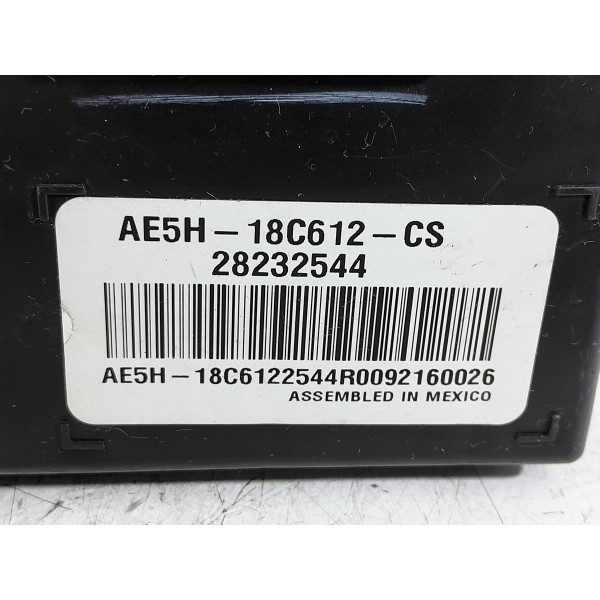 AE5H-18C612-CS
28232544
AE5H-18C6122544R0092160026
ASSEMBLED IN MEXICO